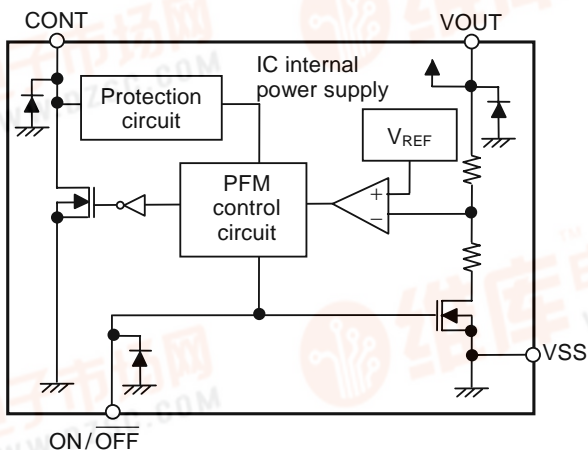 CONT
VOUT
IC internal
power supply
Protection
circuit
VREF
PFM
control
circuit
+
−
VSS
ON/OFF